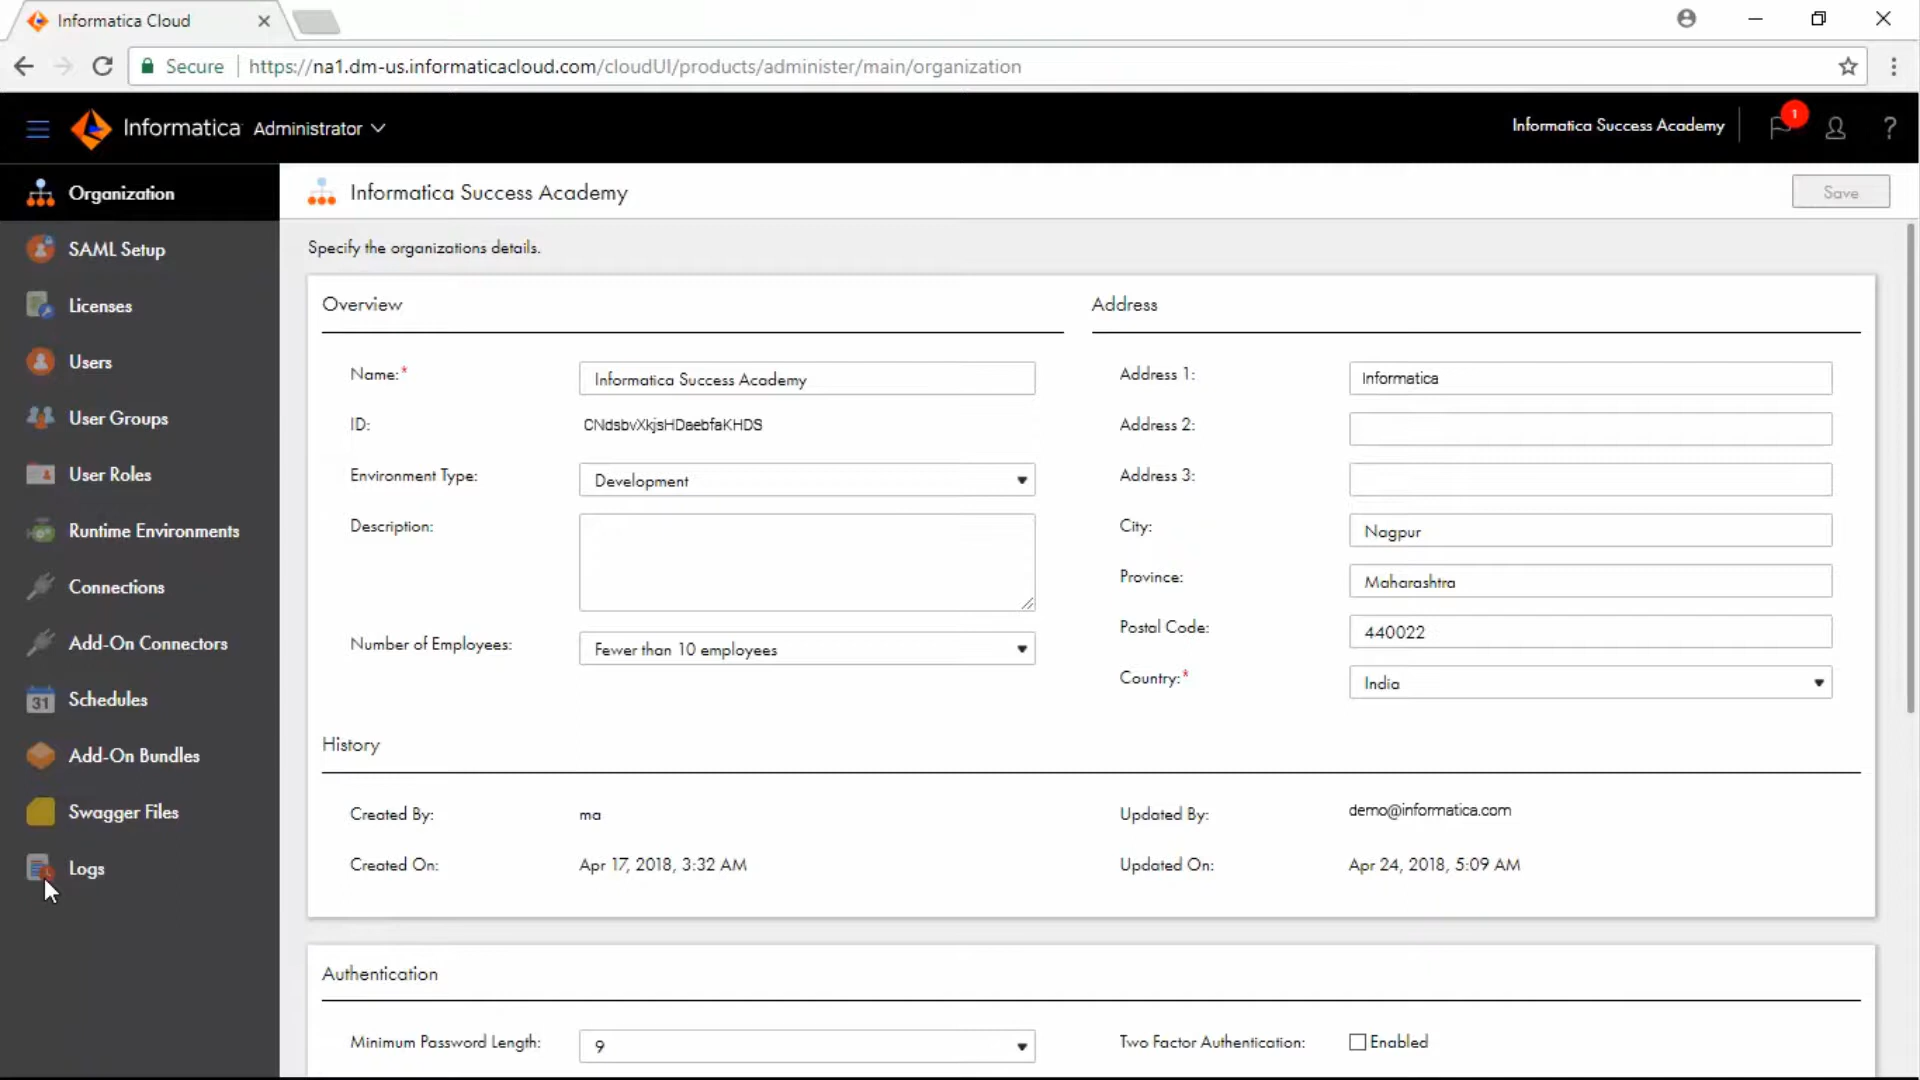 Informatica Cloud
Secure https://na1.dm-us.informaticacloud.com/cloudUI/products/administer/main/organization
Informatica Administrator
Informatica Success Academy
1
?
Organization
SAML Setup
Licenses
Users
User Groups
User Roles
Runtime Environments
Connections
Add-On Connectors
31
Schedules
Add-On Bundles
Swagger Files
Logs
Informatica Success Academy
Save
Specify the organizations details.
Overview
Name:* Informatica Success Academy
ID: CNdsbvXkjsHDaebfaKHDS
Environment Type: Development
Description:
Number of Employees: Fewer than 10 employees
Address
Address 1: Informatica
Address 2:
Address 3:
City: Nagpur
Province: Maharashtra
Postal Code: 440022
Country:* India
History
Created By: ma
Updated By: demo@informatica.com
Created On: Apr 17, 2018, 3:32 AM
Updated On: Apr 24, 2018, 5:09 AM
Authentication
Minimum Password Length: 9
Two Factor Authentication: Enabled